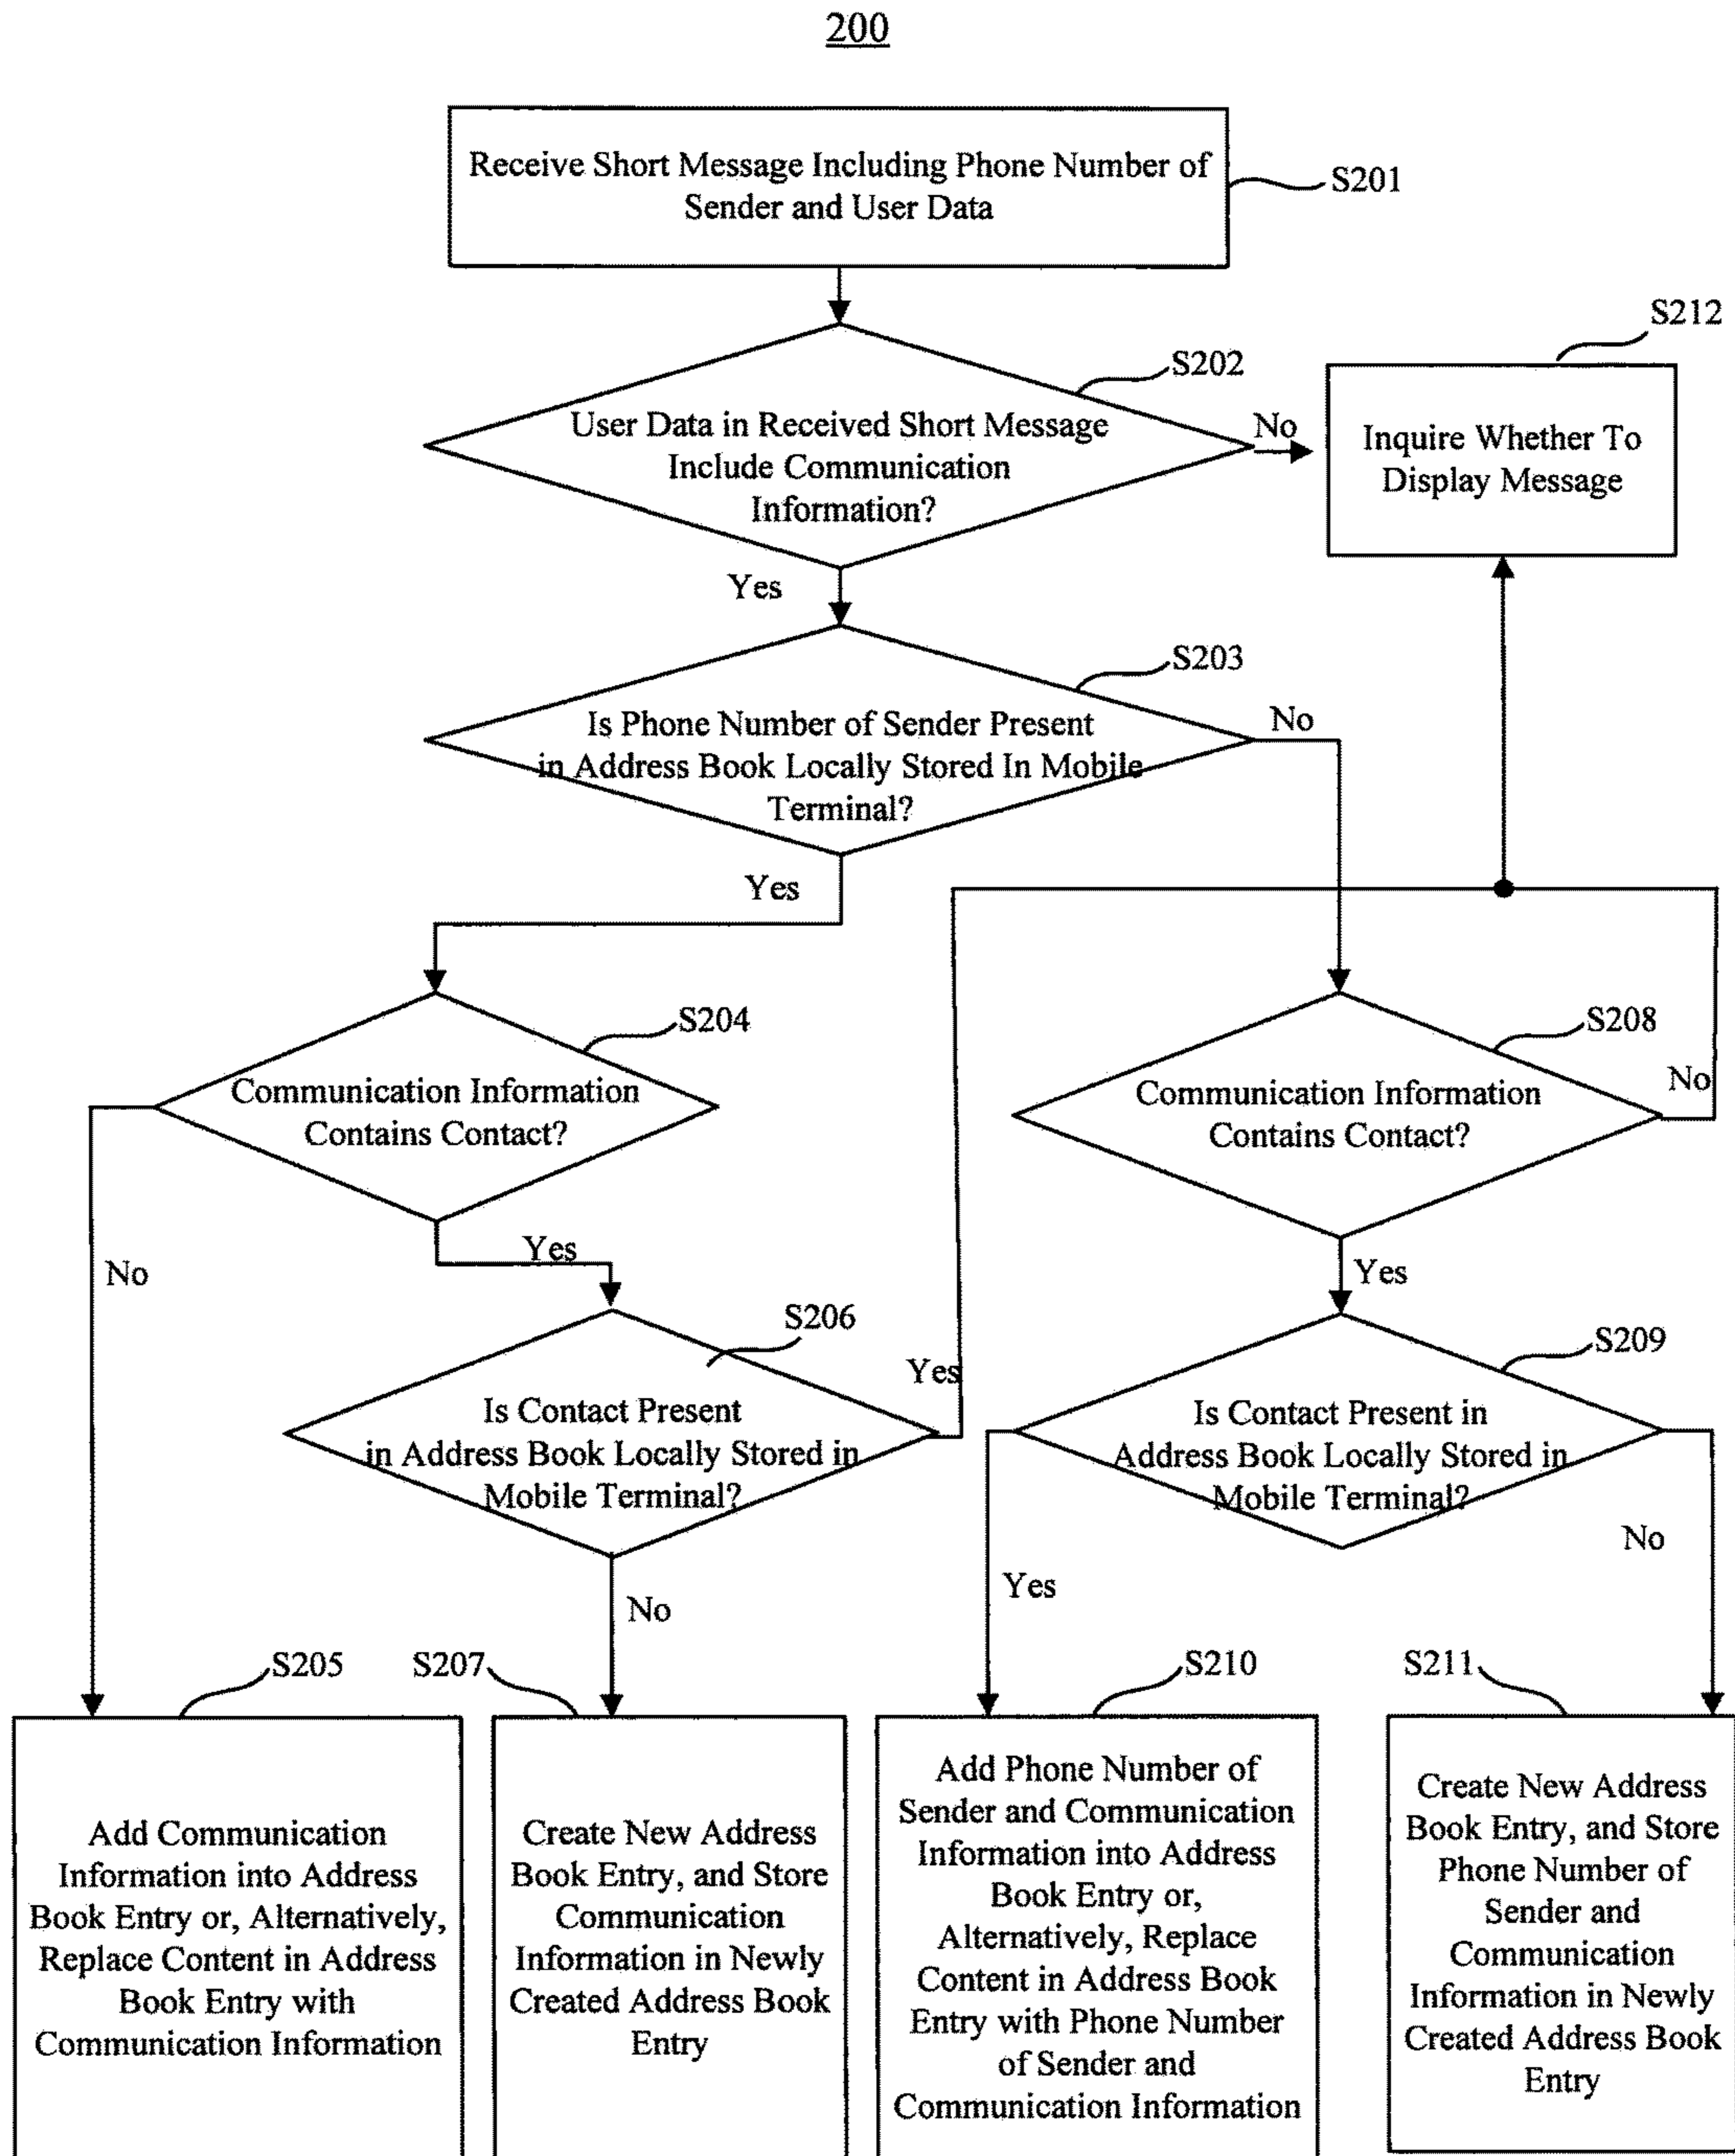 200
Receive Short Message Including Phone Number of
Sender and User Data
S201
S212
S202
User Data in Received Short Message
Include Communication
Information?
No
Inquire Whether To
Display Message
Yes
S203
Is Phone Number of Sender Present
in Address Book Locally Stored In Mobile
Terminal?
No
Yes
S204
Communication Information
Contains Contact?
No
Yes
S208
Communication Information
Contains Contact?
No
Yes
S206
Is Contact Present
in Address Book Locally Stored in
Mobile Terminal?
Yes
No
S209
Is Contact Present in
Address Book Locally Stored in
Mobile Terminal?
Yes
No
S205
Add Communication
Information into Address
Book Entry or, Alternatively,
Replace Content in Address
Book Entry with
Communication Information
S207
Create New Address
Book Entry, and Store
Communication
Information in Newly
Created Address Book
Entry
S210
Add Phone Number of
Sender and Communication
Information into Address
Book Entry or,
Alternatively, Replace
Content in Address Book
Entry with Phone Number
of Sender and
Communication Information
S211
Create New Address
Book Entry, and Store
Phone Number of
Sender and
Communication
Information in Newly
Created Address Book
Entry